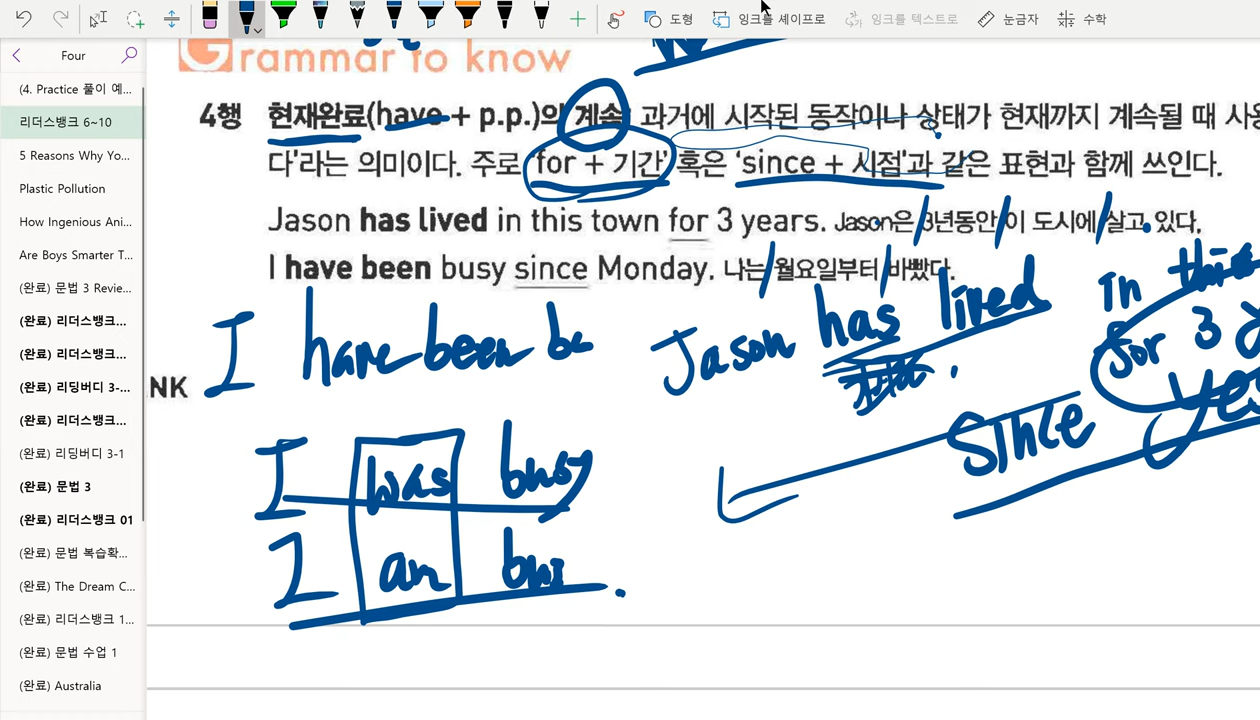 도형 잉크를 셰이프로 잉크를 텍스트로 눈금자 수학
Four
(4. Practice 풀이 예...
리더스뱅크 6~10
5 Reasons Why Yo...
Plastic Pollution
How Ingenious Ani...
Are Boys Smarter T...
(완료) 문법 3 Revie...
(완료) 리더스뱅크...
(완료) 리더스뱅크...
(완료) 리딩버디 3-...
(완료) 리더스뱅크...
(완료) 리딩버디 3-1
(완료) 문법 3
(완료) 리더스뱅크 01
(완료) 문법 복습확...
(완료) The Dream C...
(완료) 리더스뱅크 1...
(완료) 문법 수업 1
(완료) Australia
Grammar to know
4행 현재완료(have + p.p.)의 계속 과거에 시작된 동작이나 상태가 현재까지 계속될 때 사용
다'라는 의미이다. 주로 'for + 기간' 혹은 'since + 시점'과 같은 표현과 함께 쓰인다.
Jason has lived in this town for 3 years. Jason은 3년동안 이 도시에 살고 있다.
I have been busy since Monday. 나는 월요일부터 바빴다.
I have been be
Jason has lived in this
for 3 y
NK
since yes
I was busy
I am busi